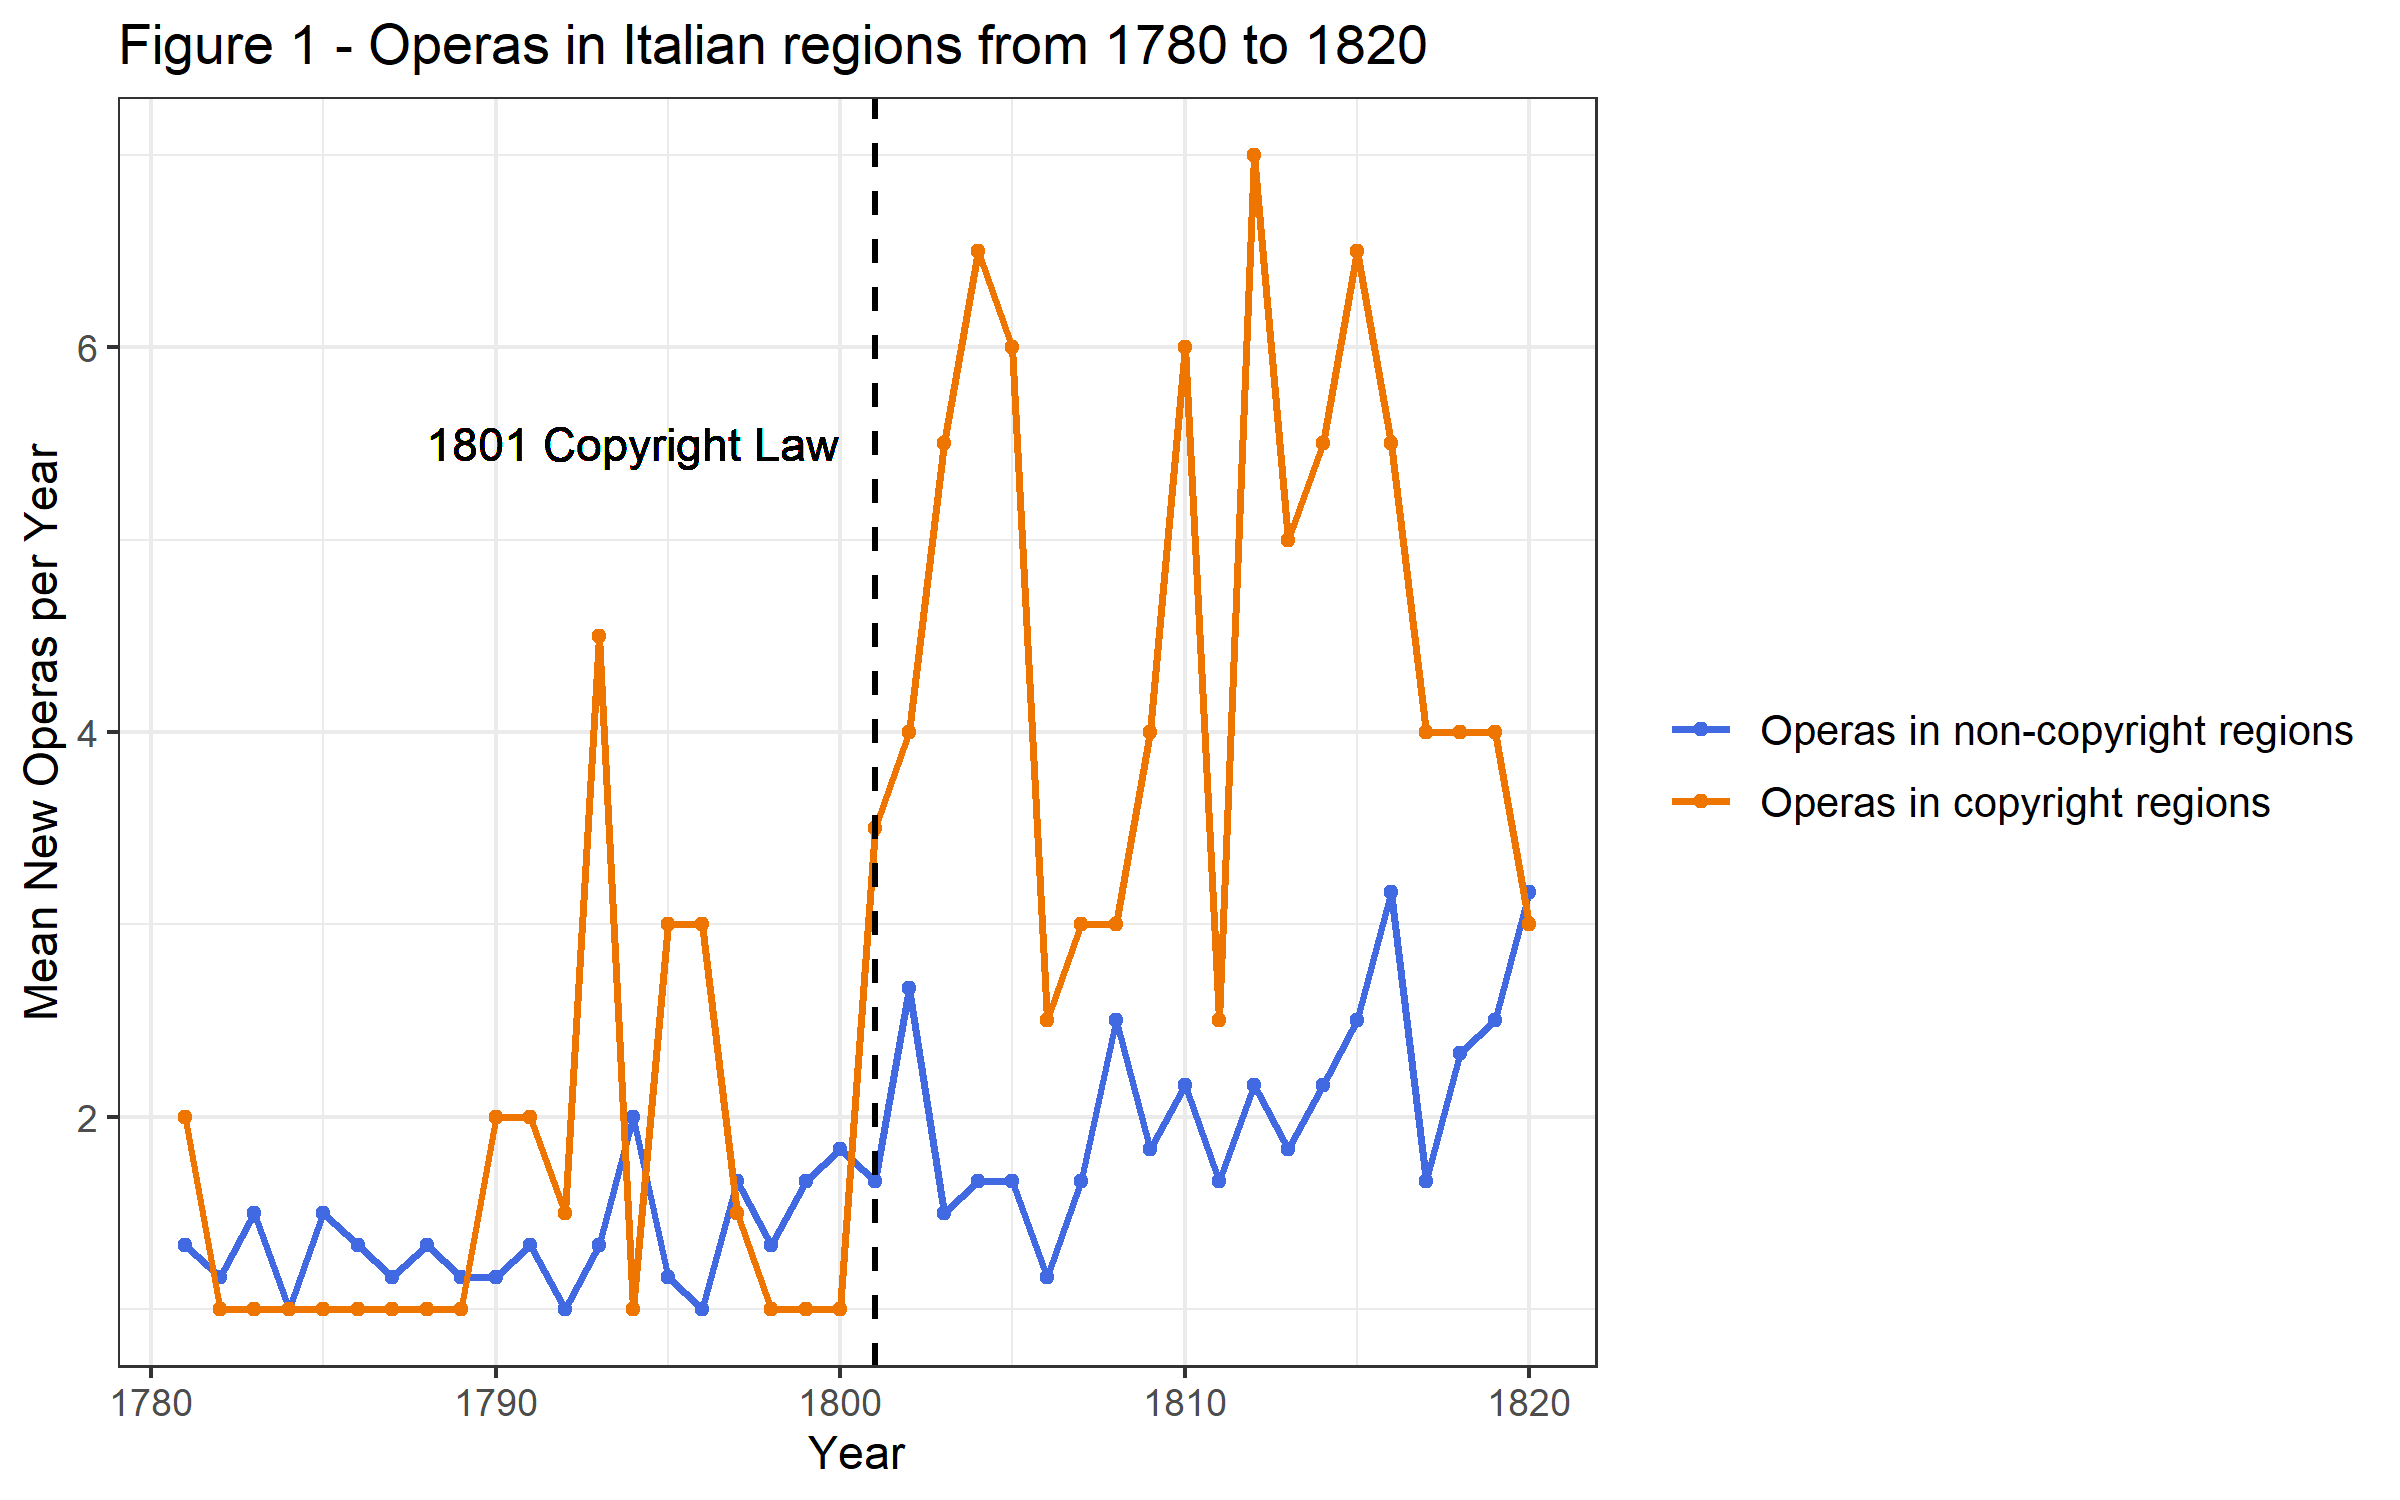 Figure 1 - Operas in Italian regions from 1780 to 1820
Mean New Operas per Year
6
4
2
1801 Copyright Law
1780
1790
1800
1810
1820
Year
Operas in non-copyright regions
Operas in copyright regions